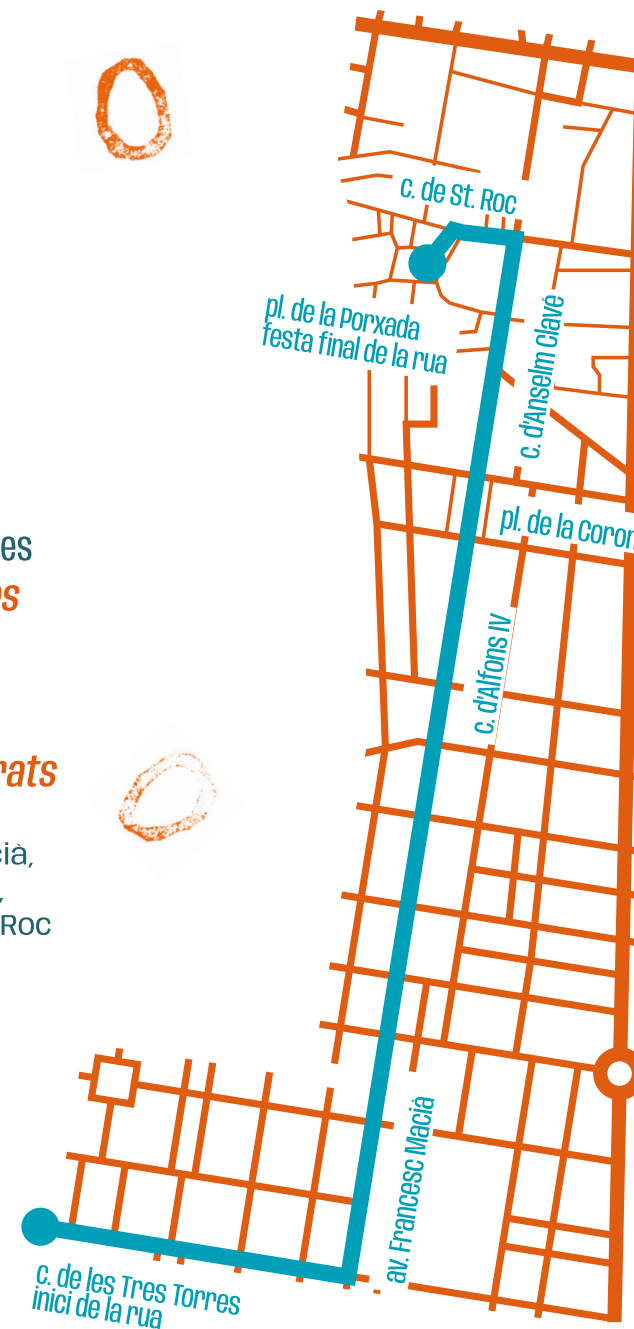 c. de St. Roc
pl. de la Porxada
festa final de la rua
c. d'Anselm Clavé
es
pl. de la Coron
c. d'Alfons IV
rats
cià,
,
Roc
av. Francesc Macià
c. de les Tres Torres
inici de la rua